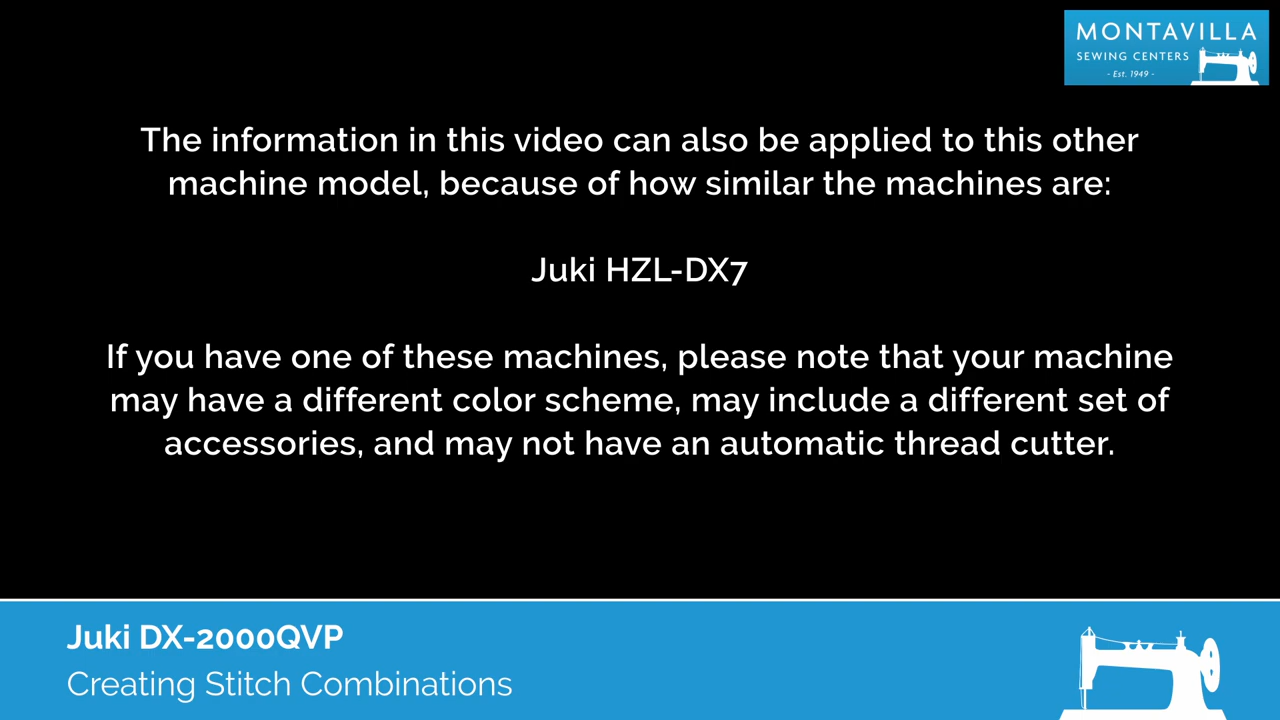 MONTAVILLA
SEWING CENTERS
- Est. 1949 -
The information in this video can also be applied to this other
machine model, because of how similar the machines are:
Juki HZL-DX7
If you have one of these machines, please note that your machine
may have a different color scheme, may include a different set of
accessories, and may not have an automatic thread cutter.
Juki DX-2000QVP
Creating Stitch Combinations